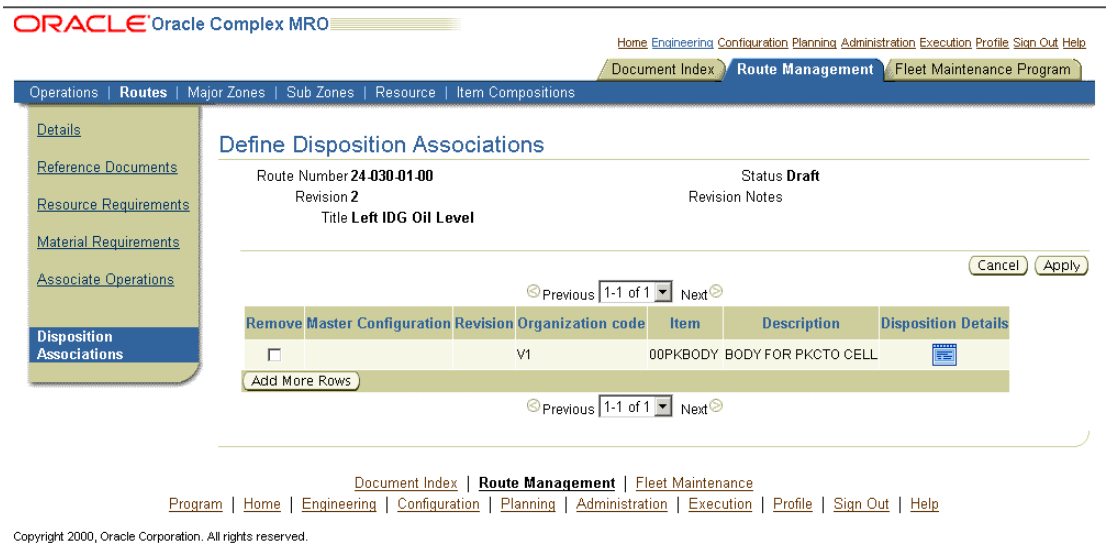 ORACLE Oracle Complex MRO
Home Engineering Configuration Planning Administration Execution Profile Sign Out Help
Document Index Route Management Fleet Maintenance Program
Operations | Routes | Major Zones | Sub Zones | Resource | Item Compositions
Details
Reference Documents
Resource Requirements
Material Requirements
Associate Operations
Disposition
Associations
Define Disposition Associations
Route Number 24-030-01-00 Status Draft
Revision 2 Revision Notes
Title Left IDG Oil Level
Cancel Apply
Previous 1-1 of 1 Next
Remove Master Configuration Revision Organization code Item Description Disposition Details
V1 00PKBODY BODY FOR PKCTO CELL
Add More Rows
Previous 1-1 of 1 Next
Document Index | Route Management | Fleet Maintenance
Program | Home | Engineering | Configuration | Planning | Administration | Execution | Profile | Sign Out | Help
Copyright 2000, Oracle Corporation. All rights reserved.